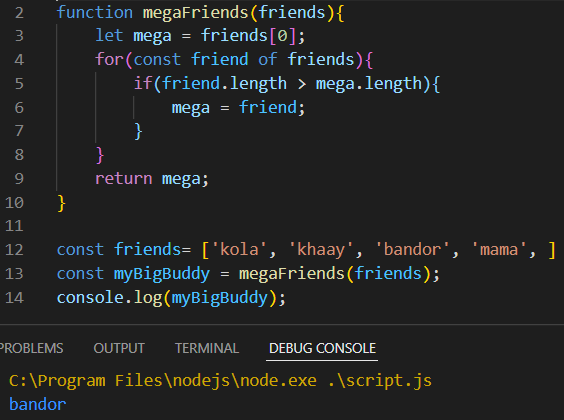 2 function megaFriends(friends){
3     let mega = friends[0];
4     for(const friend of friends){
5         if(friend.length > mega.length){
6             mega = friend;
7         }
8     }
9     return mega;
10 }
11
12 const friends= ['kola', 'khaay', 'bandor', 'mama', ]
13 const myBigBuddy = megaFriends(friends);
14 console.log(myBigBuddy);
PROBLEMS OUTPUT TERMINAL DEBUG CONSOLE
C:\Program Files\nodejs\node.exe .\script.js
bandor